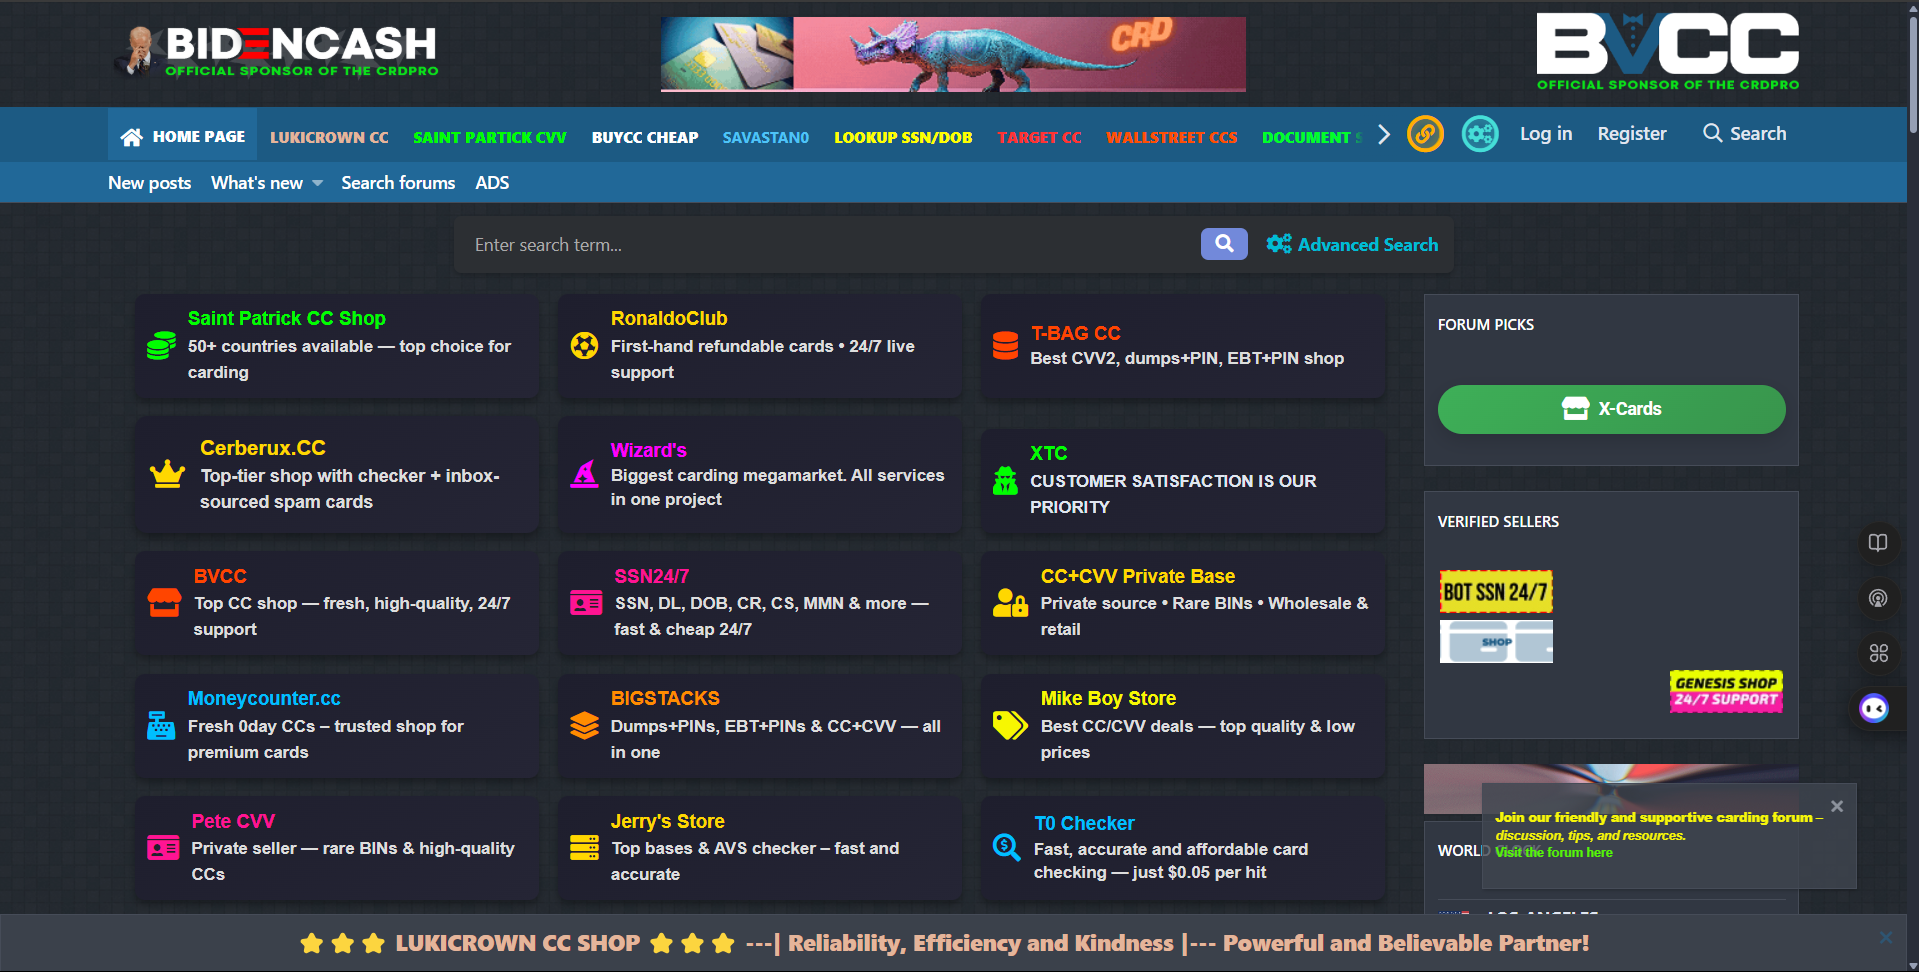 BIDENCASH
OFFICIAL SPONSOR OF THE CRDPRO
CRD
BVCC
OFFICIAL SPONSOR OF THE CRDPRO
HOME PAGE
LUKICROWN CC
SAINT PARTICK CVV
BUYCC CHEAP
SAVASTAN0
LOOKUP SSN/DOB
TARGET CC
WALLSTREET CCS
DOCUMENT S
Log in
Register
Search
New posts
What's new
Search forums
ADS
Enter search term...
Advanced Search
Saint Patrick CC Shop
50+ countries available — top choice for
carding
RonaldoClub
First-hand refundable cards • 24/7 live
support
T-BAG CC
Best CVV2, dumps+PIN, EBT+PIN shop
Cerberux.CC
Top-tier shop with checker + inbox-
sourced spam cards
Wizard's
Biggest carding megamarket. All services
in one project
XTC
CUSTOMER SATISFACTION IS OUR
PRIORITY
BVCC
Top CC shop — fresh, high-quality, 24/7
support
SSN24/7
SSN, DL, DOB, CR, CS, MMN & more —
fast & cheap 24/7
CC+CVV Private Base
Private source • Rare BINs • Wholesale &
retail
Moneycounter.cc
Fresh 0day CCs – trusted shop for
premium cards
BIGSTACKS
Dumps+PINs, EBT+PINs & CC+CVV — all
in one
Mike Boy Store
Best CC/CVV deals — top quality & low
prices
Pete CVV
Private seller — rare BINs & high-quality
CCs
Jerry's Store
Top bases & AVS checker – fast and
accurate
T0 Checker
Fast, accurate and affordable card
checking — just $0.05 per hit
FORUM PICKS
X-Cards
VERIFIED SELLERS
BOT SSN 24/7
SHOP
GENESIS SHOP
24/7 SUPPORT
Join our friendly and supportive carding forum –
discussion, tips, and resources.
Visit the forum here
WORLD CLOCK
LOS-ANGELES
LUKICROWN CC SHOP ---| Reliability, Efficiency and Kindness |--- Powerful and Believable Partner!